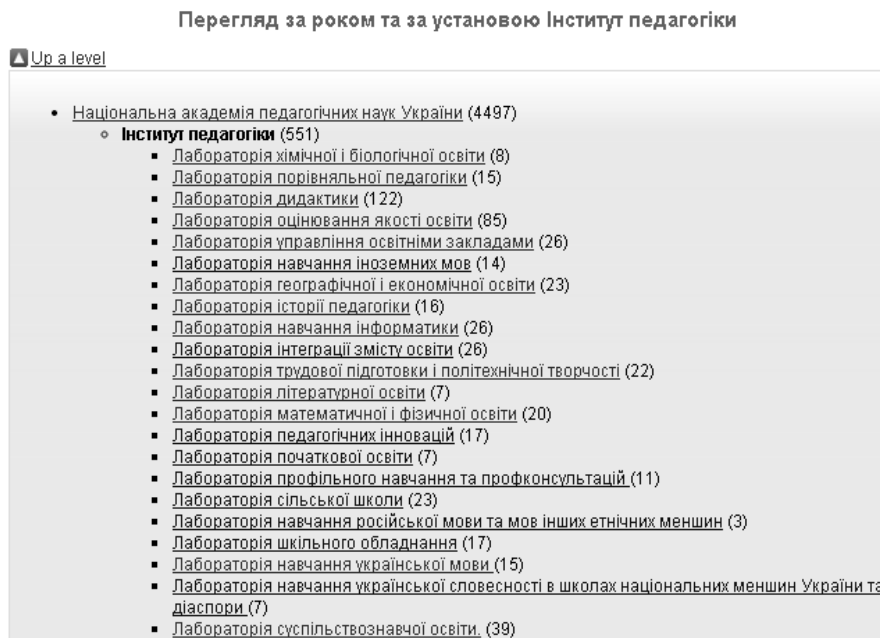 Перегляд за роком та за установою Інститут педагогіки
Up a level
Національна академія педагогічних наук України (4497)
Інститут педагогіки (551)
Лабораторія хімічної і біологічної освіти (8)
Лабораторія порівняльної педагогіки (15)
Лабораторія дидактики (122)
Лабораторія оцінювання якості освіти (85)
Лабораторія управління освітніми закладами (26)
Лабораторія навчання іноземних мов (14)
Лабораторія географічної і економічної освіти (23)
Лабораторія історії педагогіки (16)
Лабораторія навчання інформатики (26)
Лабораторія інтеграції змісту освіти (26)
Лабораторія трудової підготовки і політехнічної творчості (22)
Лабораторія літературної освіти (7)
Лабораторія математичної і фізичної освіти (20)
Лабораторія педагогічних інновацій (17)
Лабораторія початкової освіти (7)
Лабораторія профільного навчання та профконсультацій (11)
Лабораторія сільської школи (23)
Лабораторія навчання російської мови та мов інших етнічних меншин (3)
Лабораторія шкільного обладнання (17)
Лабораторія навчання української мови (15)
Лабораторія навчання української словесності в школах національних меншин України та
діаспори (7)
Лабораторія суспільствознавчої освіти. (39)